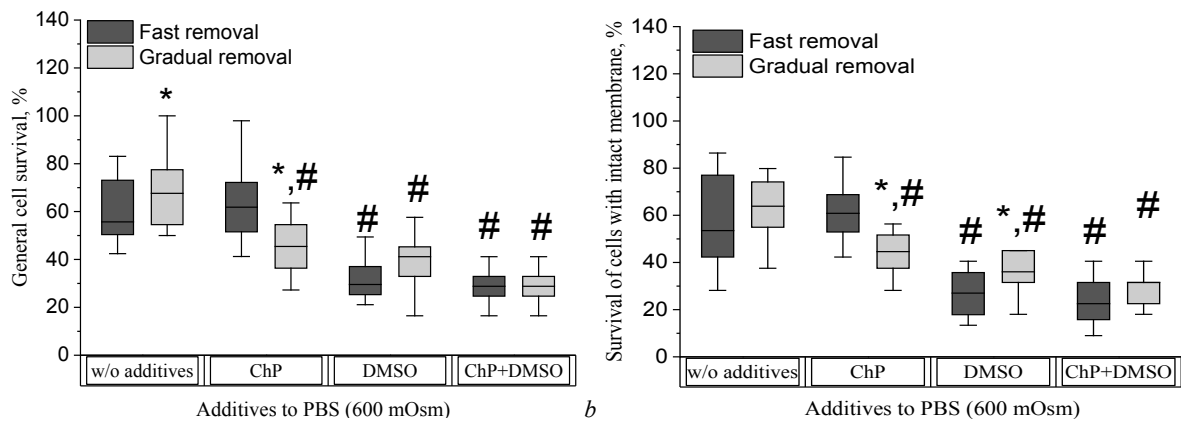 140
120
100
80
60
40
20
0
General cell survival, %
Fast removal
Gradual removal
*
*,#
#
#
#
#
w/o additives
ChP
DMSO
ChP+DMSO
Additives to PBS (600 mOsm)
b
140
120
100
80
60
40
20
0
Survival of cells with intact membrane, %
Fast removal
Gradual removal
*,#
#
*,#
#
#
w/o additives
ChP
DMSO
ChP+DMSO
Additives to PBS (600 mOsm)